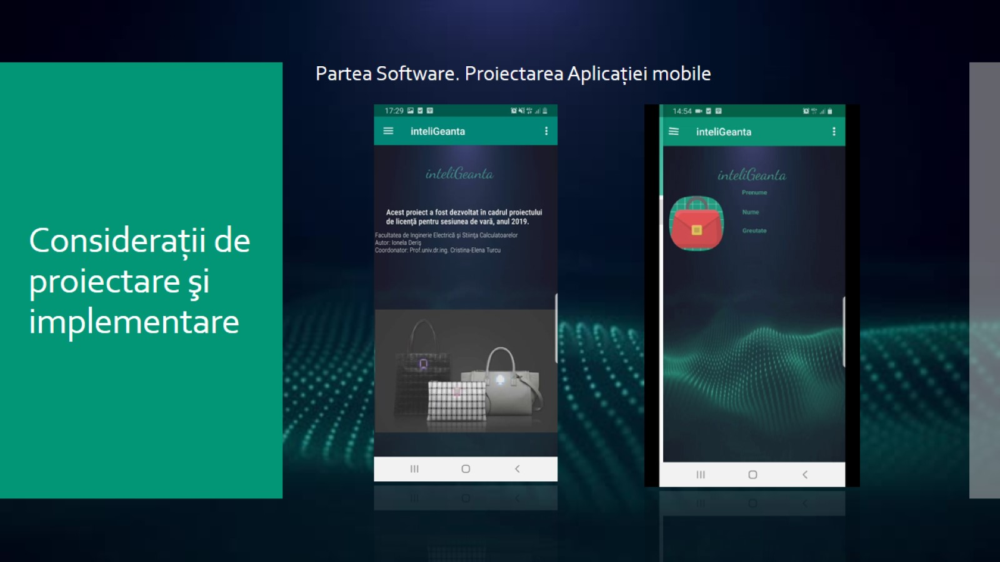 Partea Software. Proiectarea Aplicației mobile
Considerații de
proiectare şi
implementare
17:29
inteliGeanta
inteliGeanta
Acest proiect a fost dezvoltat în cadrul proiectului
de licenţă pentru sesiunea de vară, anul 2019.
Facultatea de Inginerie Electrică şi Stiinţa Calculatoarelor
Autor: Ionela Deriş
Coordonator: Prof.univ.dr.ing. Cristina-Elena Turcu
14:54
inteliGeanta
inteliGeanta
Prenume
Nume
Greutate